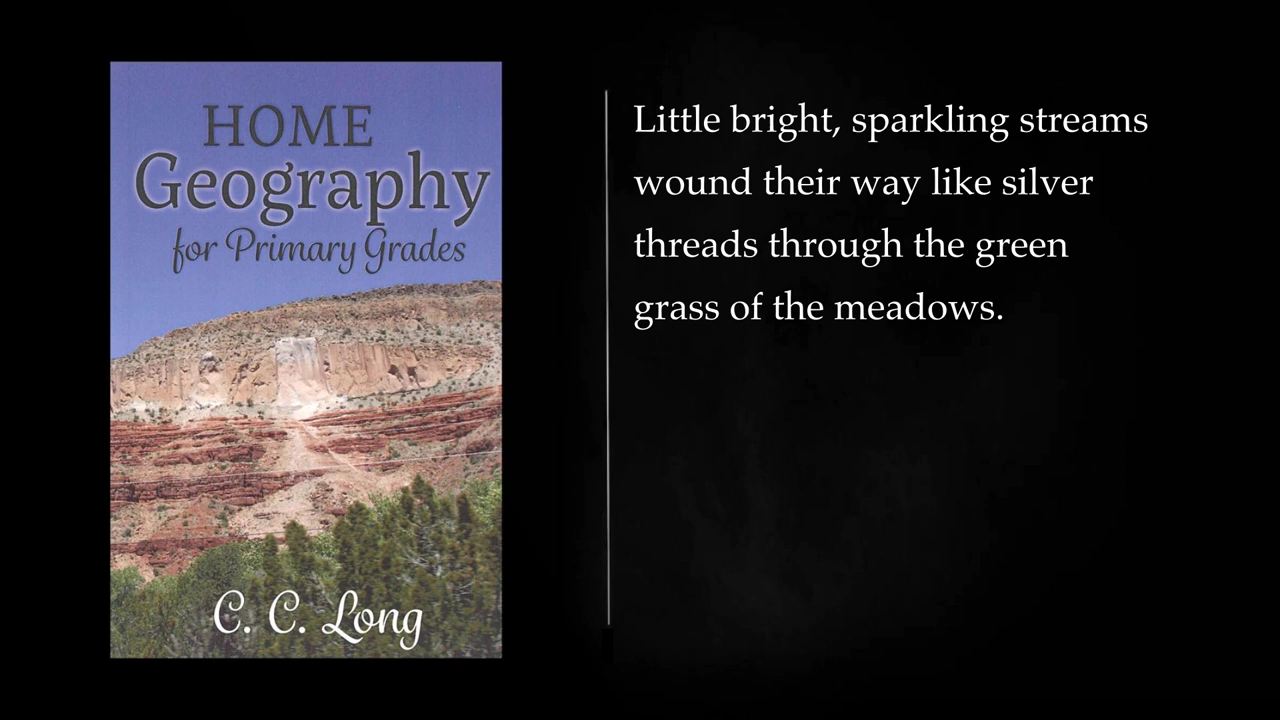 HOME
Geography
for Primary Grades
C. C. Long
Little bright, sparkling streams
wound their way like silver
threads through the green
grass of the meadows.